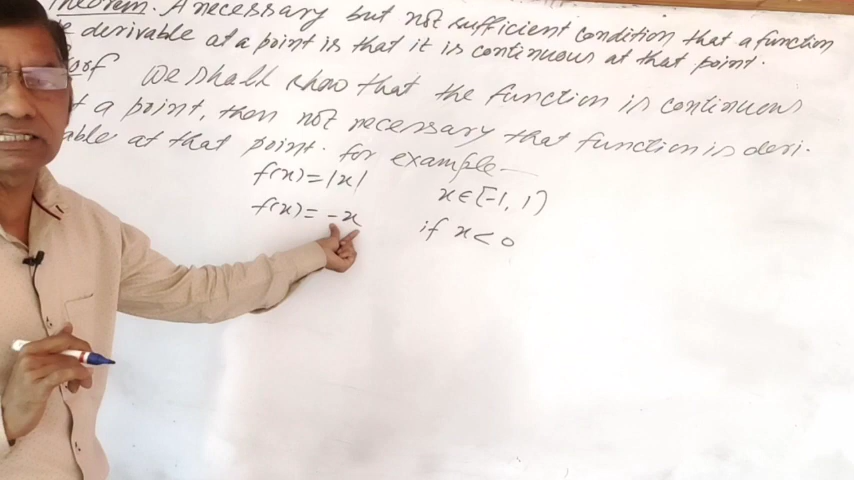 Theorem. A necessary but not sufficient condition that a function
derivable at a point is that it is continuous at that point.
of We shall show that the function is continuous
a point, then not necessary that function is deri-
able at that point. for example—
f(x) = |x| x ∈ [-1, 1]
f(x) = -x if x < 0